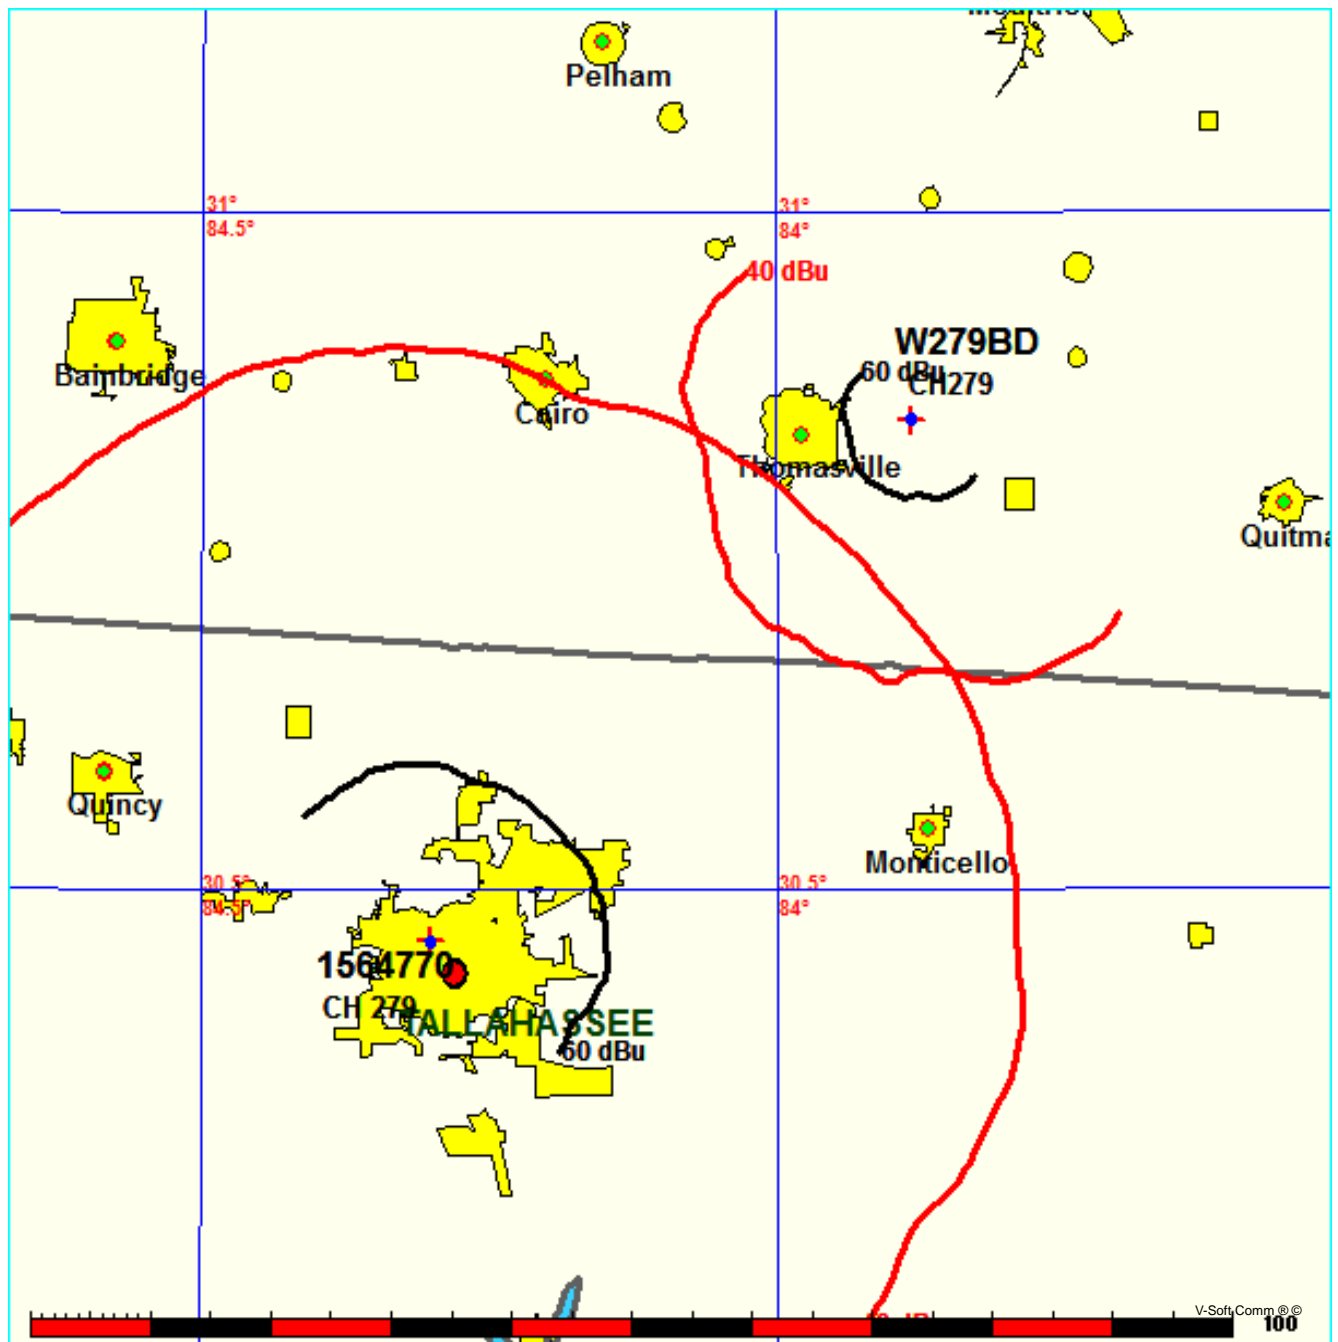 Pelham
31°
84.5°
31°
84°
40 dBu
W279BD
60 dBu
CH279
Bainbridge
Cairo
Thomasville
Quitma
Quincy
Monticello
30.5°
84.5°
30.5°
84°
1564770
CH 279
TALLAHASSEE
60 dBu
V-Soft Comm ® ©
100